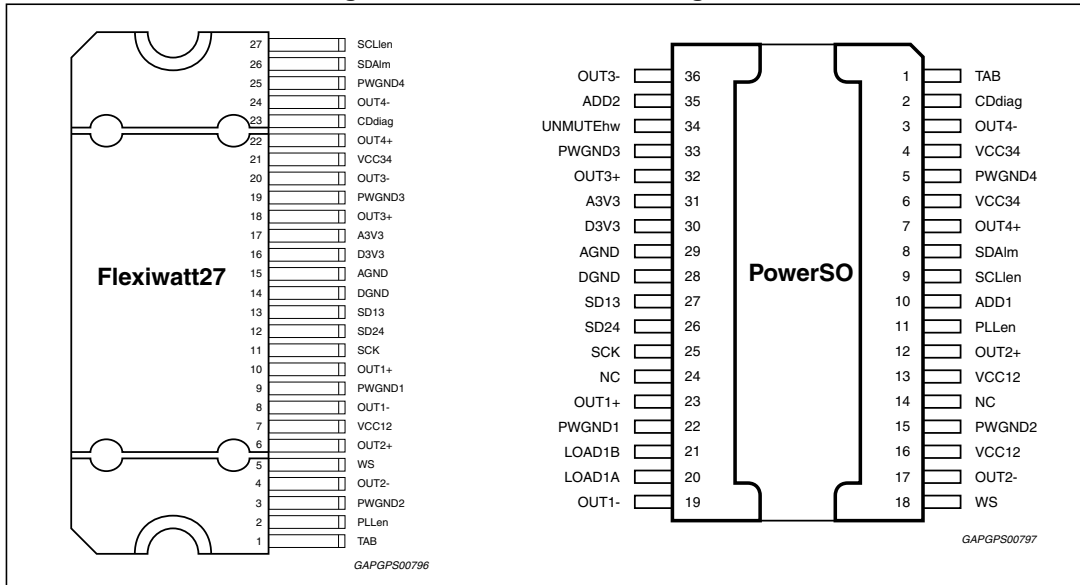 27 SCLlen
26 SDAlm
25 PWGND4
24 OUT4-
23 CDdiag
22 OUT4+
21 VCC34
20 OUT3-
19 PWGND3
18 OUT3+
17 A3V3
16 D3V3
15 AGND
14 DGND
13 SD13
12 SD24
11 SCK
10 OUT1+
9 PWGND1
8 OUT1-
7 VCC12
6 OUT2+
5 WS
4 OUT2-
3 PWGND2
2 PLLen
1 TAB
Flexiwatt27
GAPGPS00796
OUT3- 36 1 TAB
ADD2 35 2 CDdiag
UNMUTEhw 34 3 OUT4-
PWGND3 33 4 VCC34
OUT3+ 32 5 PWGND4
A3V3 31 6 VCC34
D3V3 30 7 OUT4+
AGND 29 8 SDAlm
DGND 28 9 SCLlen
SD13 27 10 ADD1
SD24 26 11 PLLen
SCK 25 12 OUT2+
NC 24 13 VCC12
OUT1+ 23 14 NC
PWGND1 22 15 PWGND2
LOAD1B 21 16 VCC12
LOAD1A 20 17 OUT2-
OUT1- 19 18 WS
PowerSO
GAPGPS00797